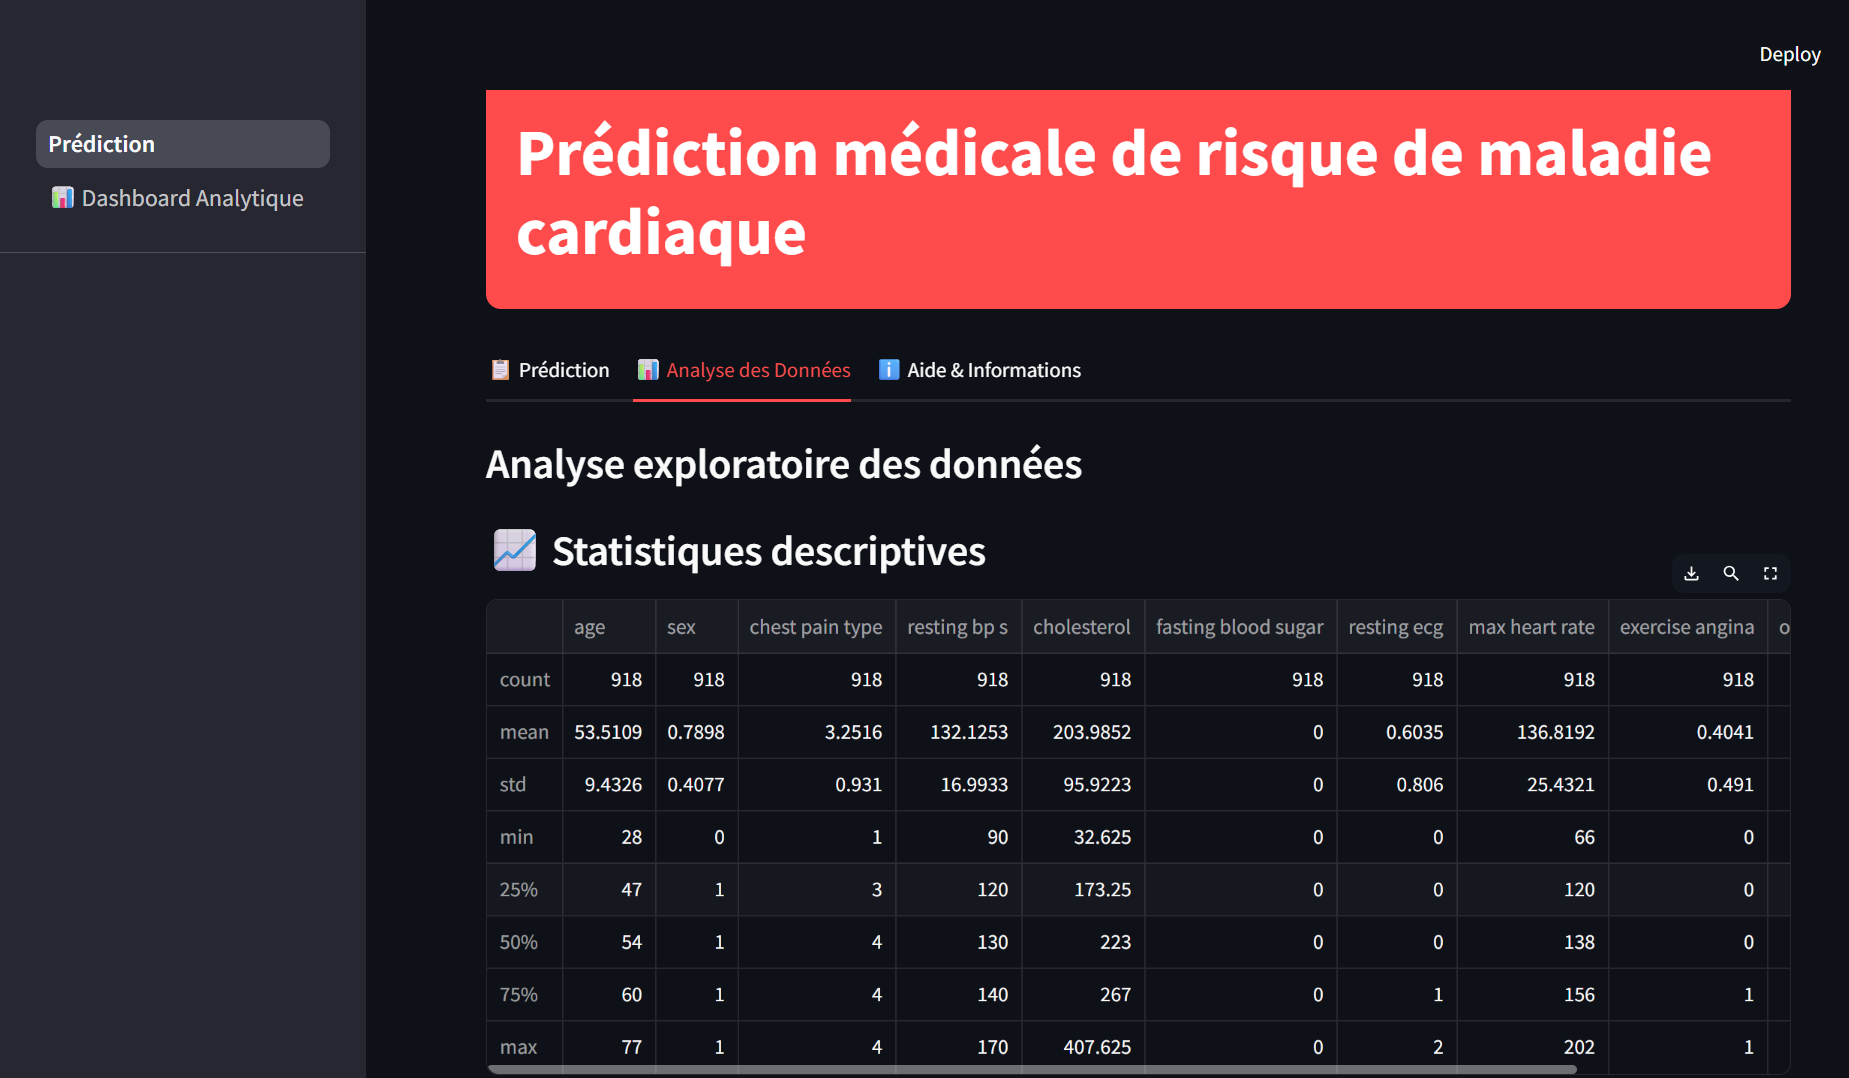 Deploy
Prédiction
Dashboard Analytique
Prédiction médicale de risque de maladie
cardiaque
Prédiction Analyse des Données Aide & Informations
Analyse exploratoire des données
Statistiques descriptives
age sex chest pain type resting bp s cholesterol fasting blood sugar resting ecg max heart rate exercise angina o
count 918 918 918 918 918 918 918 918 918
mean 53.5109 0.7898 3.2516 132.1253 203.9852 0 0.6035 136.8192 0.4041
std 9.4326 0.4077 0.931 16.9933 95.9223 0 0.806 25.4321 0.491
min 28 0 1 90 32.625 0 0 66 0
25% 47 1 3 120 173.25 0 0 120 0
50% 54 1 4 130 223 0 0 138 0
75% 60 1 4 140 267 0 1 156 1
max 77 1 4 170 407.625 0 2 202 1